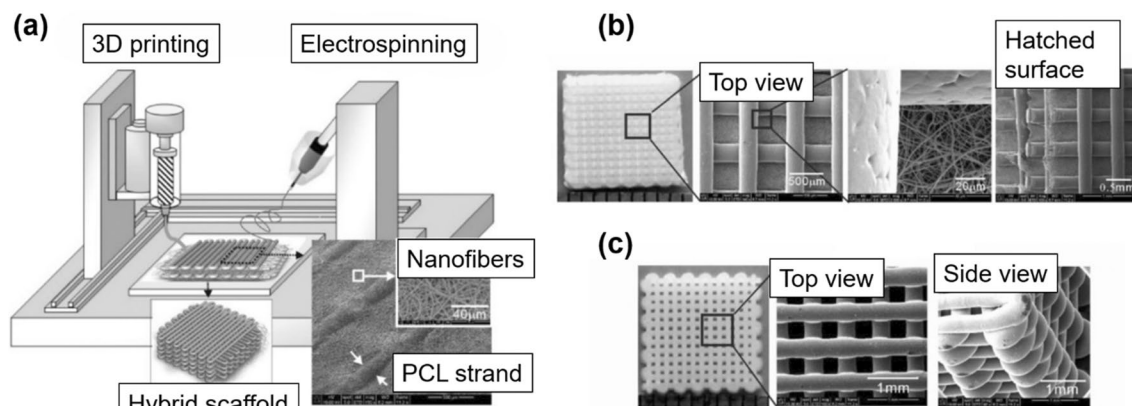 (a)
3D printing
Electrospinning
Nanofibers
40μm
PCL strand
Hybrid scaffold
(b)
Top view
500μm
20μm
Hatched
surface
0.5mm
(c)
Top view
1mm
Side view
1mm